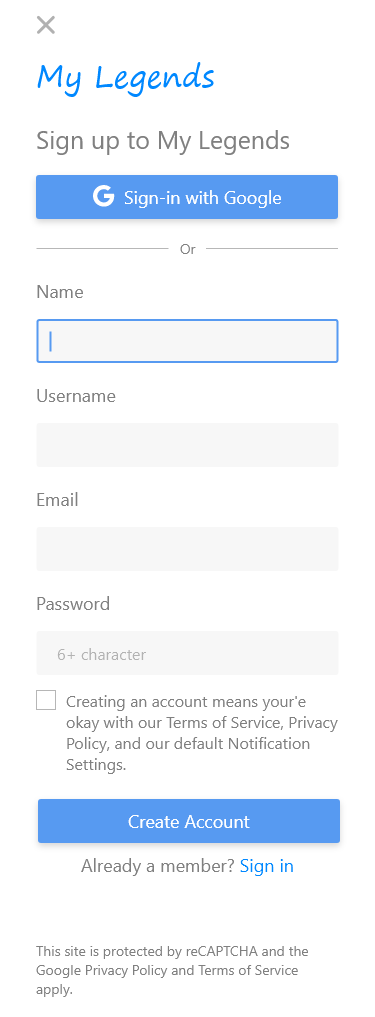 My Legends
Sign up to My Legends
Sign-in with Google
Or
Name
Username
Email
Password
6+ character
Creating an account means your'e
okay with our Terms of Service, Privacy
Policy, and our default Notification
Settings.
Create Account
Already a member? Sign in
This site is protected by reCAPTCHA and the
Google Privacy Policy and Terms of Service
apply.